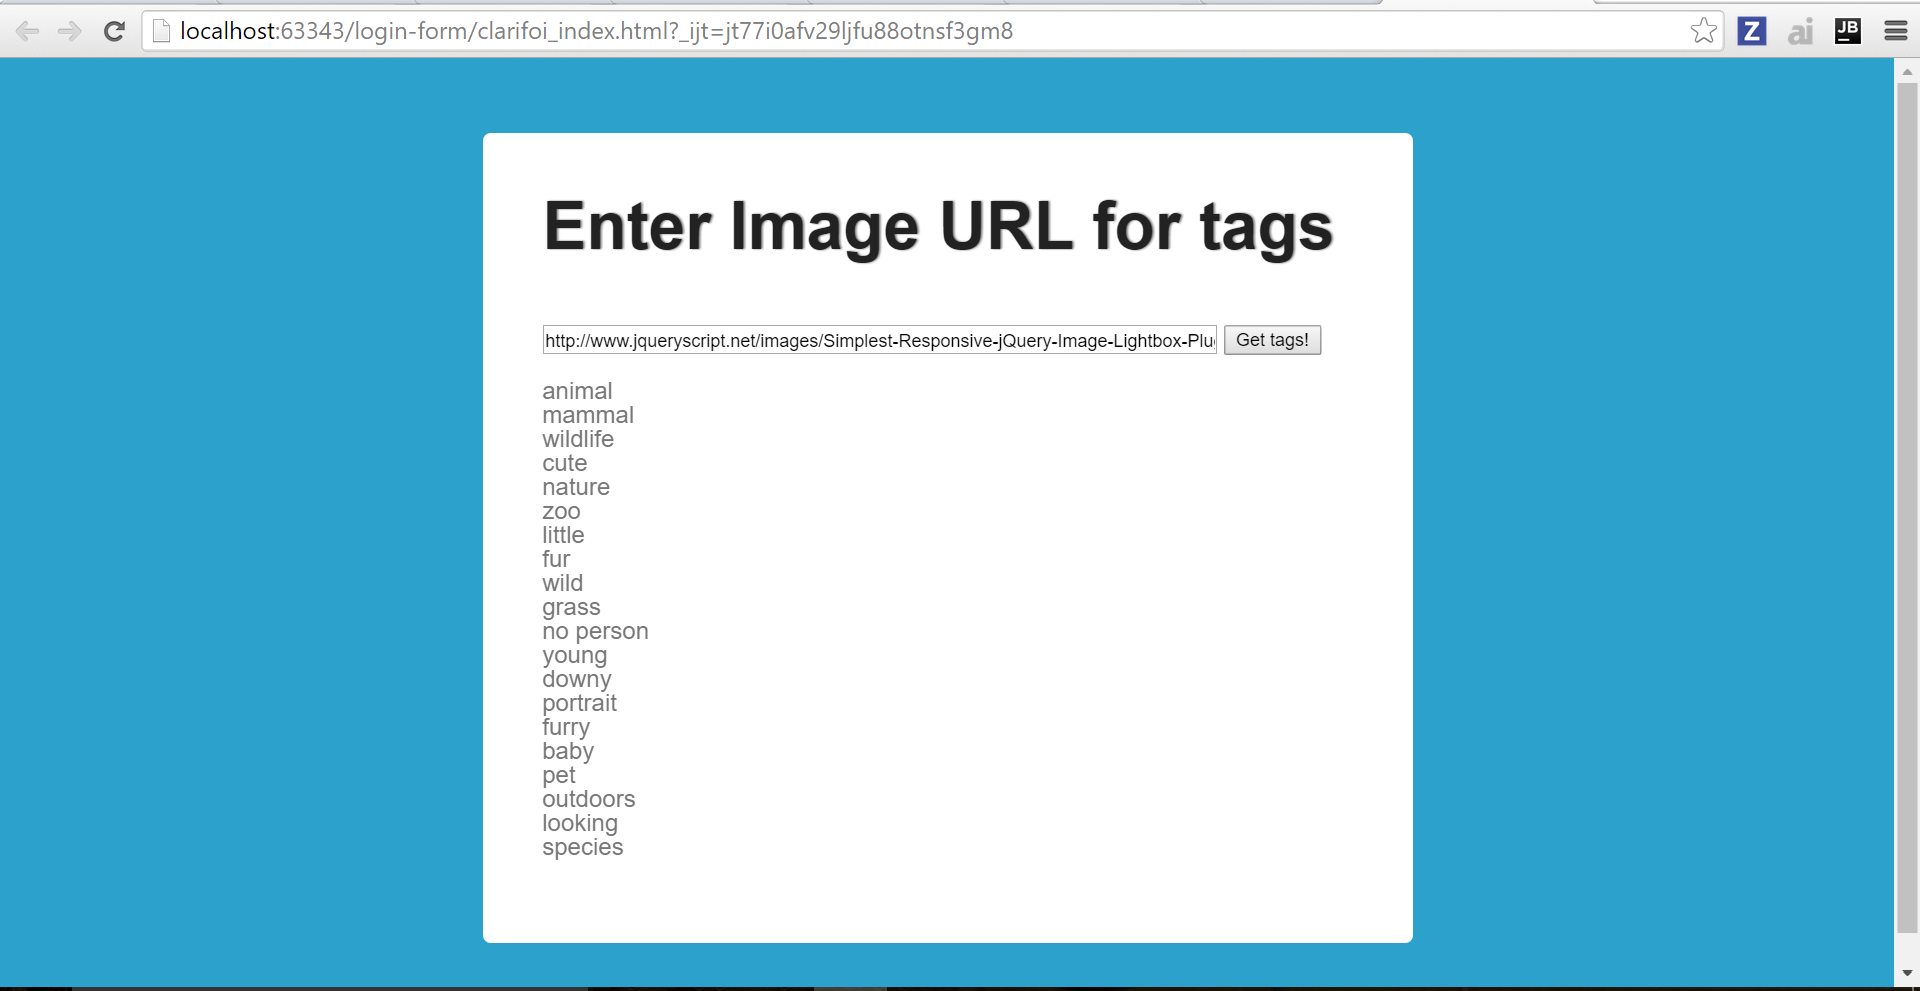 localhost:63343/login-form/clarifoi_index.html?_ijt=jt77i0afv29ljfu88otnsf3gm8
Z
ai
JB
Enter Image URL for tags
http://www.jqueryscript.net/images/Simplest-Responsive-jQuery-Image-Lightbox-Plu
Get tags!
animal
mammal
wildlife
cute
nature
zoo
little
fur
wild
grass
no person
young
downy
portrait
furry
baby
pet
outdoors
looking
species